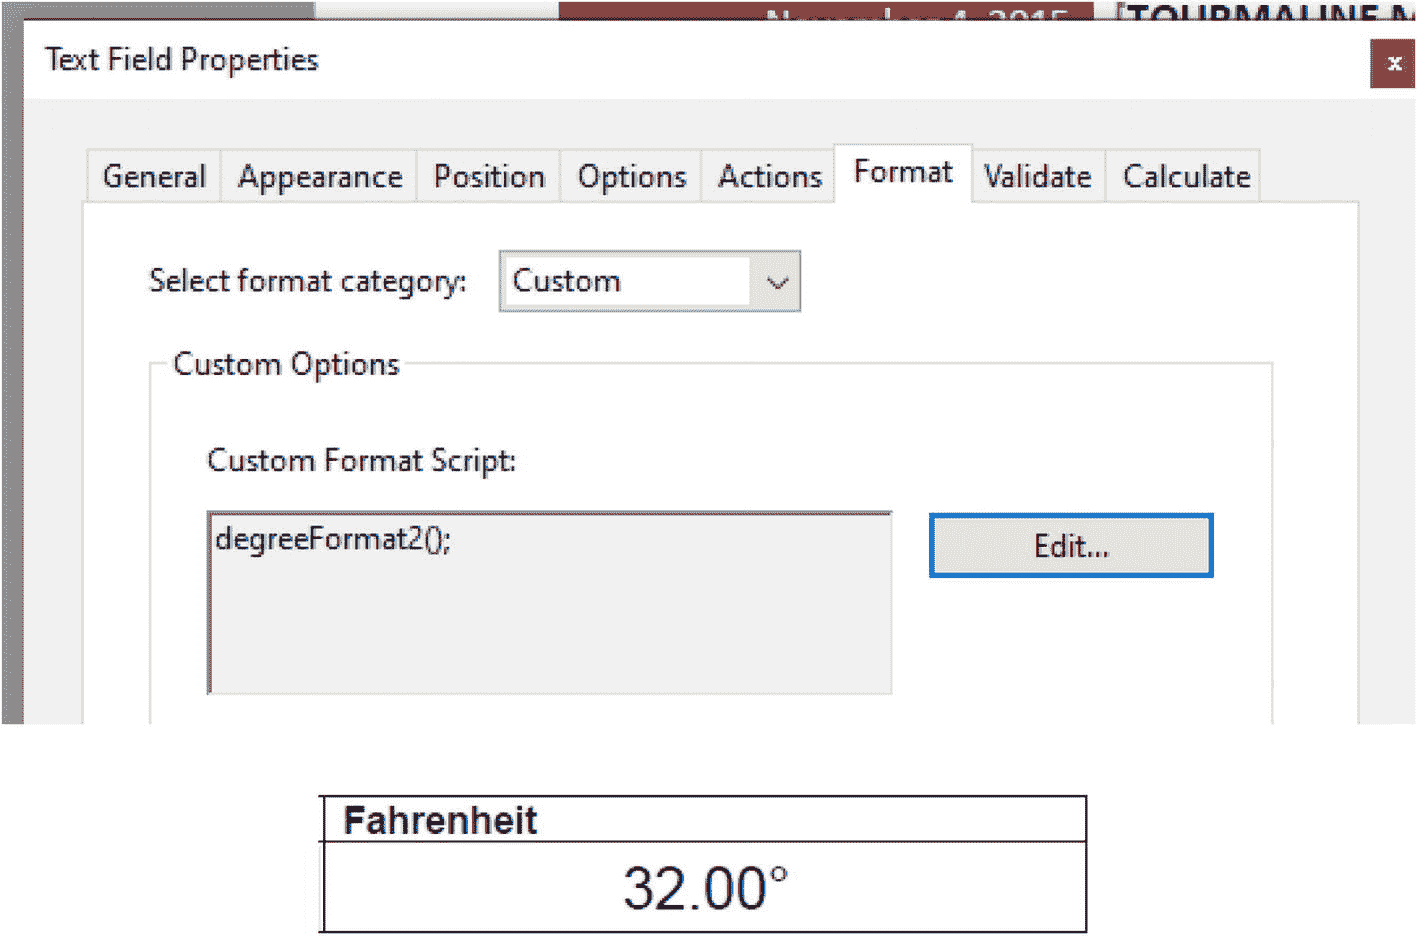 [TOURMALINE
Text Field Properties
x
General Appearance Position Options Actions Format Validate Calculate
Select format category: Custom
Custom Options
Custom Format Script:
degreeFormat2();
Edit...
Fahrenheit
32.00°